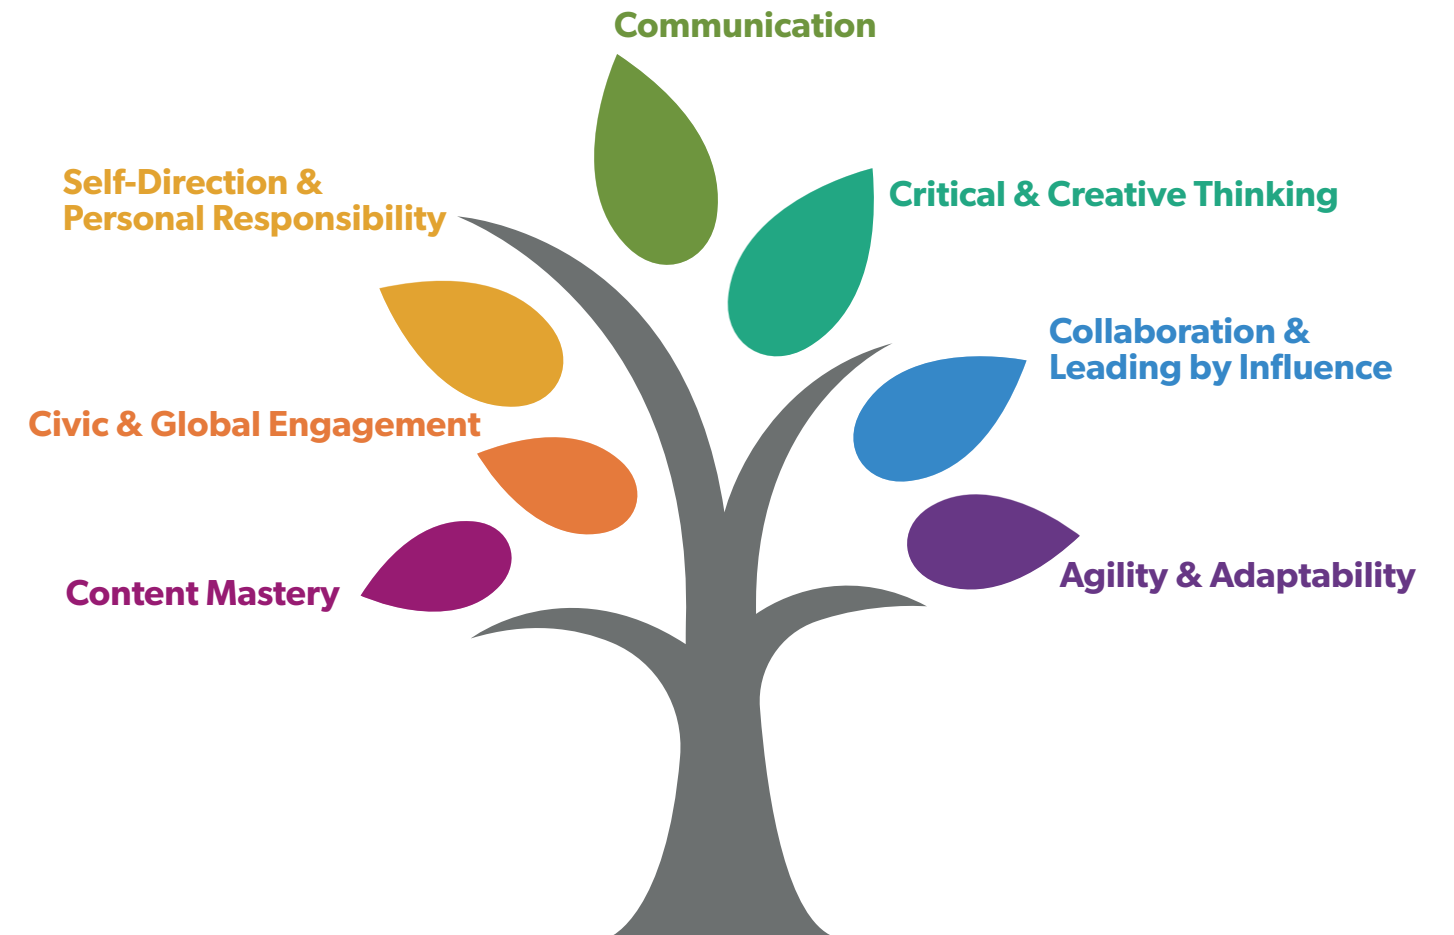 Communication
Self-Direction &
Personal Responsibility
Critical & Creative Thinking
Collaboration &
Leading by Influence
Civic & Global Engagement
Content Mastery
Agility & Adaptability